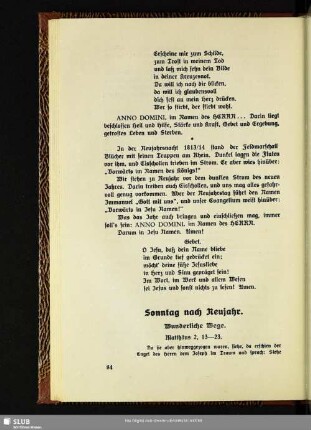 Erscheine mir zum Schilde,
zum Trost in meinem Tod
und laß mich sehn dein Bilde
in deiner Kreuzesnot.
Da will ich nach dir blicken,
da will ich glaubensvoll
dich fest an mein Herz drücken.
Wer so stirbt, der stirbt wohl.
ANNO DOMINI, im Namen des HERRN ... Darin liegt
beschlossen Heil und Hilfe, Stärke und Kraft, Gebet und Ergebung,
getrostes Leben und Sterben.
*
In der Neujahrsnacht 1813/14 stand der Feldmarschall
Blücher mit seinen Truppen am Rhein. Dunkel lagen die Fluten
vor ihm, und Eisschollen trieben im Strom. Er aber wies hinüber:
„Vorwärts im Namen des Königs!“
Wir stehen zu Neujahr vor dem dunklen Strom des neuen
Jahres. Darin treiben auch Eisschollen, und uns mag alles gefahr-
voll genug vorkommen. Aber der Neujahrstag führt den Namen
Immanuel „Gott mit uns“, und unser Evangelium weist hinüber:
„Vorwärts in Jesu Namen!“
Was das Jahr auch bringen und einschließen mag, immer
soll's sein: ANNO DOMINI, im Namen des HERRN.
Darum in Jesu Namen. Amen!
Gebet.
O Jesu, daß dein Name bliebe
im Grunde tief gedrücket ein;
möcht' deine süße Jesusliebe
in Herz und Sinn gepräget sein!
Im Wort, im Werk und allem Wesen
sei Jesus und sonst nichts zu lesen! Amen.
Sonntag nach Neujahr.
Wunderliche Wege.
Matthäus 2, 13—23.
Da sie aber hinweggezogen waren, siehe, da erschien der
Engel des Herrn dem Joseph im Traum und sprach: Stehe
84
SLUB